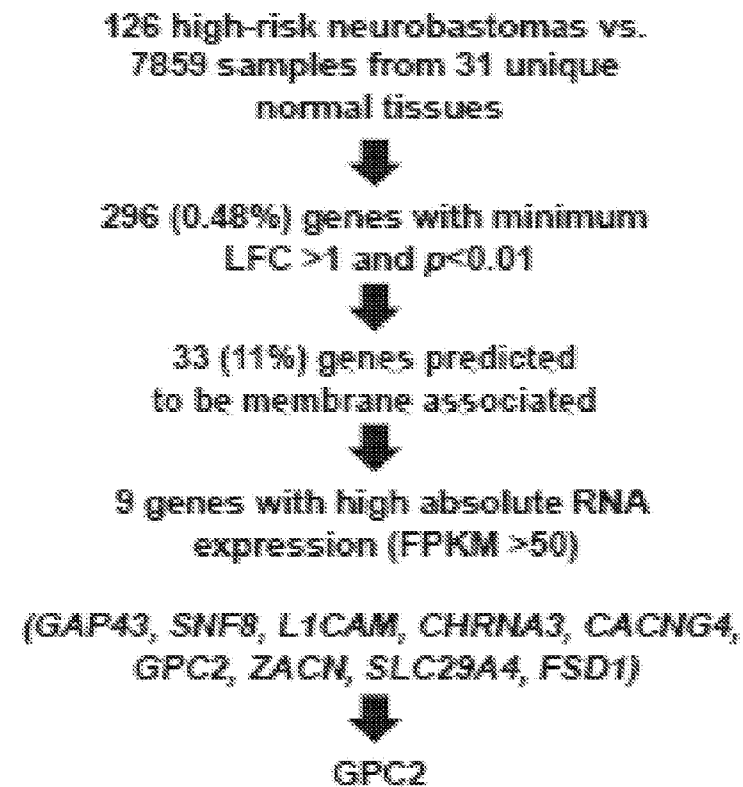 126 high-risk neurobastomas vs.
7859 samples from 31 unique
normal tissues
296 (0.48%) genes with minimum
LFC >1 and p<0.01
33 (11%) genes predicted
to be membrane associated
9 genes with high absolute RNA
expression (FPKM >50)
(GAP43, SNF8, L1CAM, CHRNA3, CACNG4,
GPC2, ZACN, SLC29A4, FSD1)
GPC2